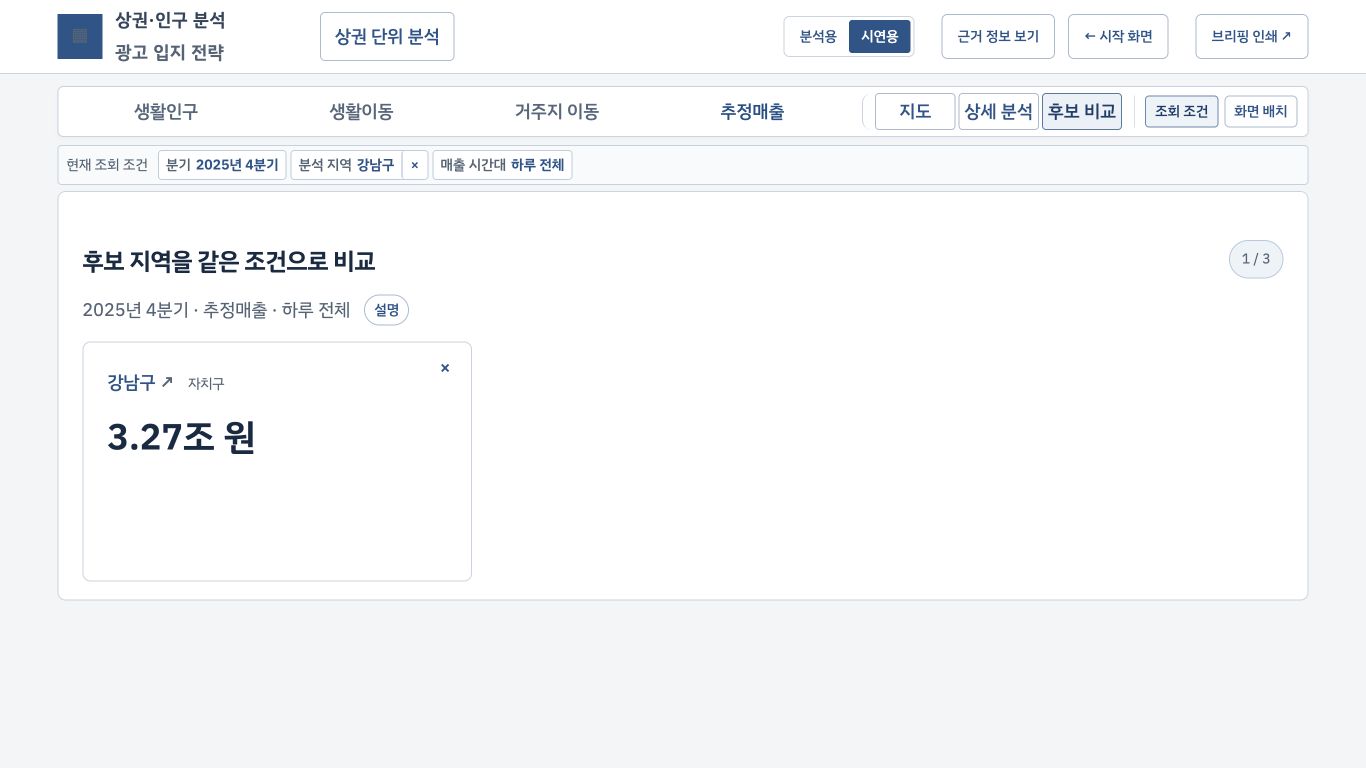 상권·인구 분석
광고 입지 전략
상권 단위 분석
분석용 시연용
근거 정보 보기
← 시작 화면
브리핑 인쇄 ↗
생활인구 생활이동 거주지 이동 추정매출
지도 상세 분석 후보 비교
조회 조건 화면 배치
현재 조회 조건 분기 2025년 4분기 분석 지역 강남구 × 매출 시간대 하루 전체
후보 지역을 같은 조건으로 비교
1 / 3
2025년 4분기 · 추정매출 · 하루 전체 설명
×
강남구 ↗ 자치구
3.27조 원